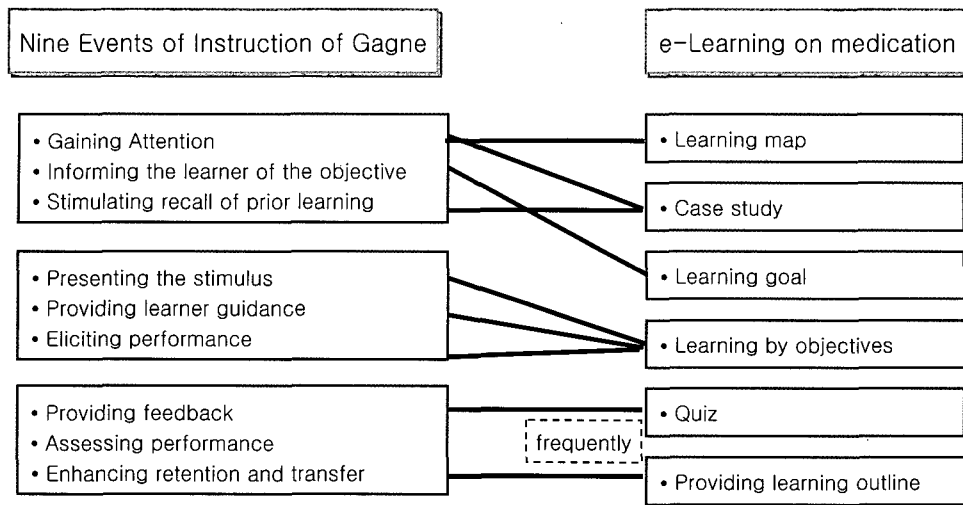 Nine Events of Instruction of Gagne
e-Learning on medication
• Gaining Attention
• Informing the learner of the objective
• Stimulating recall of prior learning
• Presenting the stimulus
• Providing learner guidance
• Eliciting performance
• Providing feedback
• Assessing performance
• Enhancing retention and transfer
• Learning map
• Case study
• Learning goal
• Learning by objectives
• Quiz
frequently
• Providing learning outline